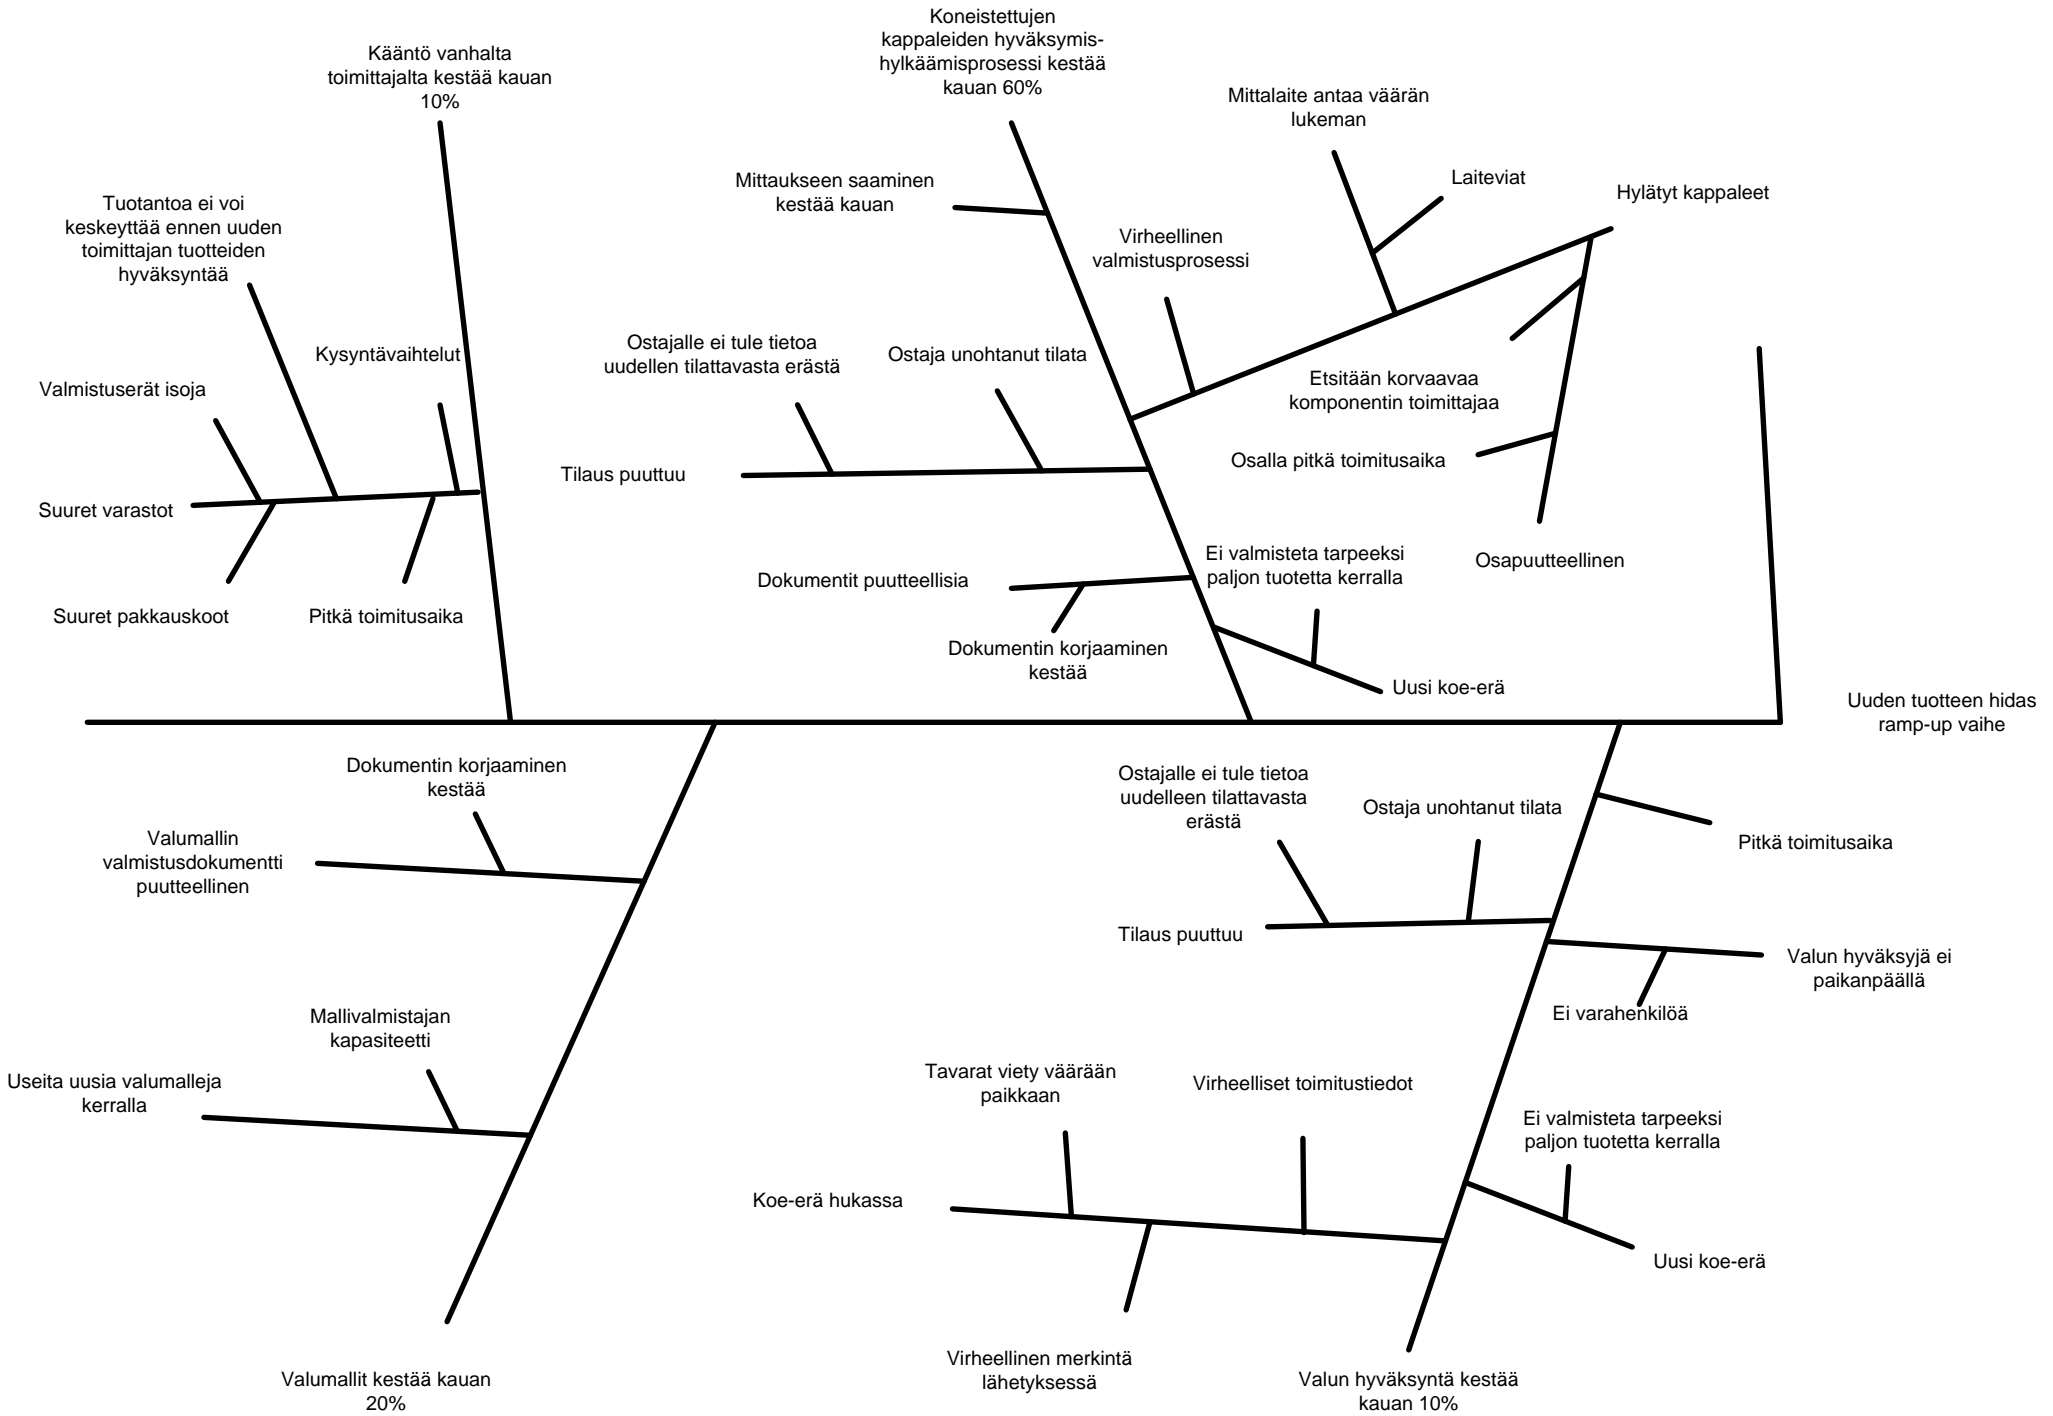 Koneistettujen
kappaleiden hyväksymis-
hylkäämisprosessi kestää
kauan 60%
Kääntö vanhalta
toimittajalta kestää kauan
10%
Mittalaite antaa väärän
lukeman
Laiteviat
Hylätyt kappaleet
Mittaukseen saaminen
kestää kauan
Tuotantoa ei voi
keskeyttää ennen uuden
toimittajan tuotteiden
hyväksyntää
Virheellinen
valmistusprosessi
Kysyntävaihtelut
Ostajalle ei tule tietoa
uudellen tilattavasta erästä
Ostaja unohtanut tilata
Valmistuserät isoja
Etsitään korvaavaa
komponentin toimittajaa
Osalla pitkä toimitusaika
Tilaus puuttuu
Suuret varastot
Osapuutteellinen
Ei valmisteta tarpeeksi
paljon tuotetta kerralla
Dokumentit puutteellisia
Suuret pakkauskoot
Pitkä toimitusaika
Dokumentin korjaaminen
kestää
Uusi koe-erä
Uuden tuotteen hidas
ramp-up vaihe
Dokumentin korjaaminen
kestää
Ostajalle ei tule tietoa
uudelleen tilattavasta
erästä
Ostaja unohtanut tilata
Valumallin
valmistusdokumentti
puutteellinen
Pitkä toimitusaika
Tilaus puuttuu
Valun hyväksyjä ei
paikanpäällä
Ei varahenkilöä
Mallivalmistajan
kapasiteetti
Useita uusia valumalleja
kerralla
Tavarat viety väärään
paikkaan
Virheelliset toimitustiedot
Ei valmisteta tarpeeksi
paljon tuotetta kerralla
Koe-erä hukassa
Uusi koe-erä
Virheellinen merkintä
lähetyksessä
Valumallit kestää kauan
20%
Valun hyväksyntä kestää
kauan 10%